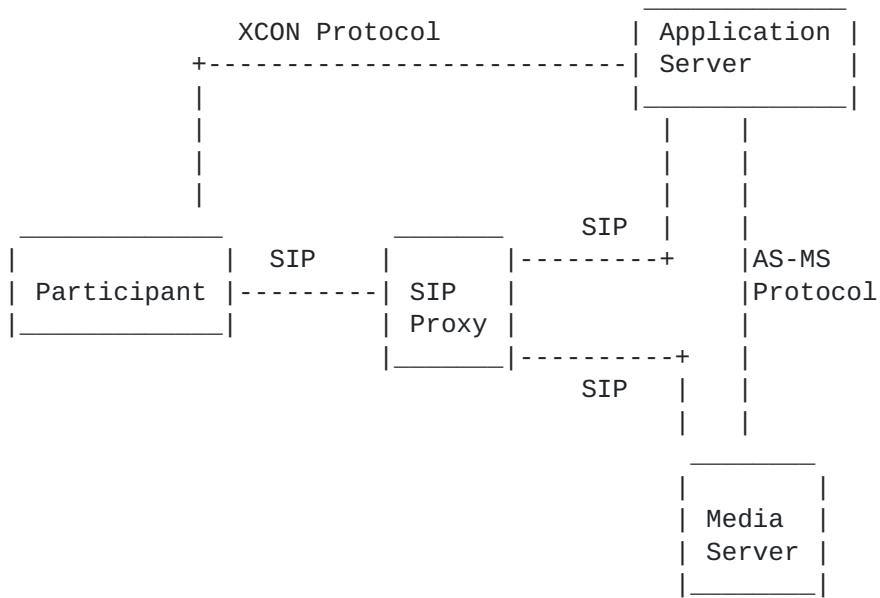 XCON Protocol
Application
Server
SIP
SIP
AS-MS
Participant
SIP
Protocol
Proxy
SIP
Media
Server